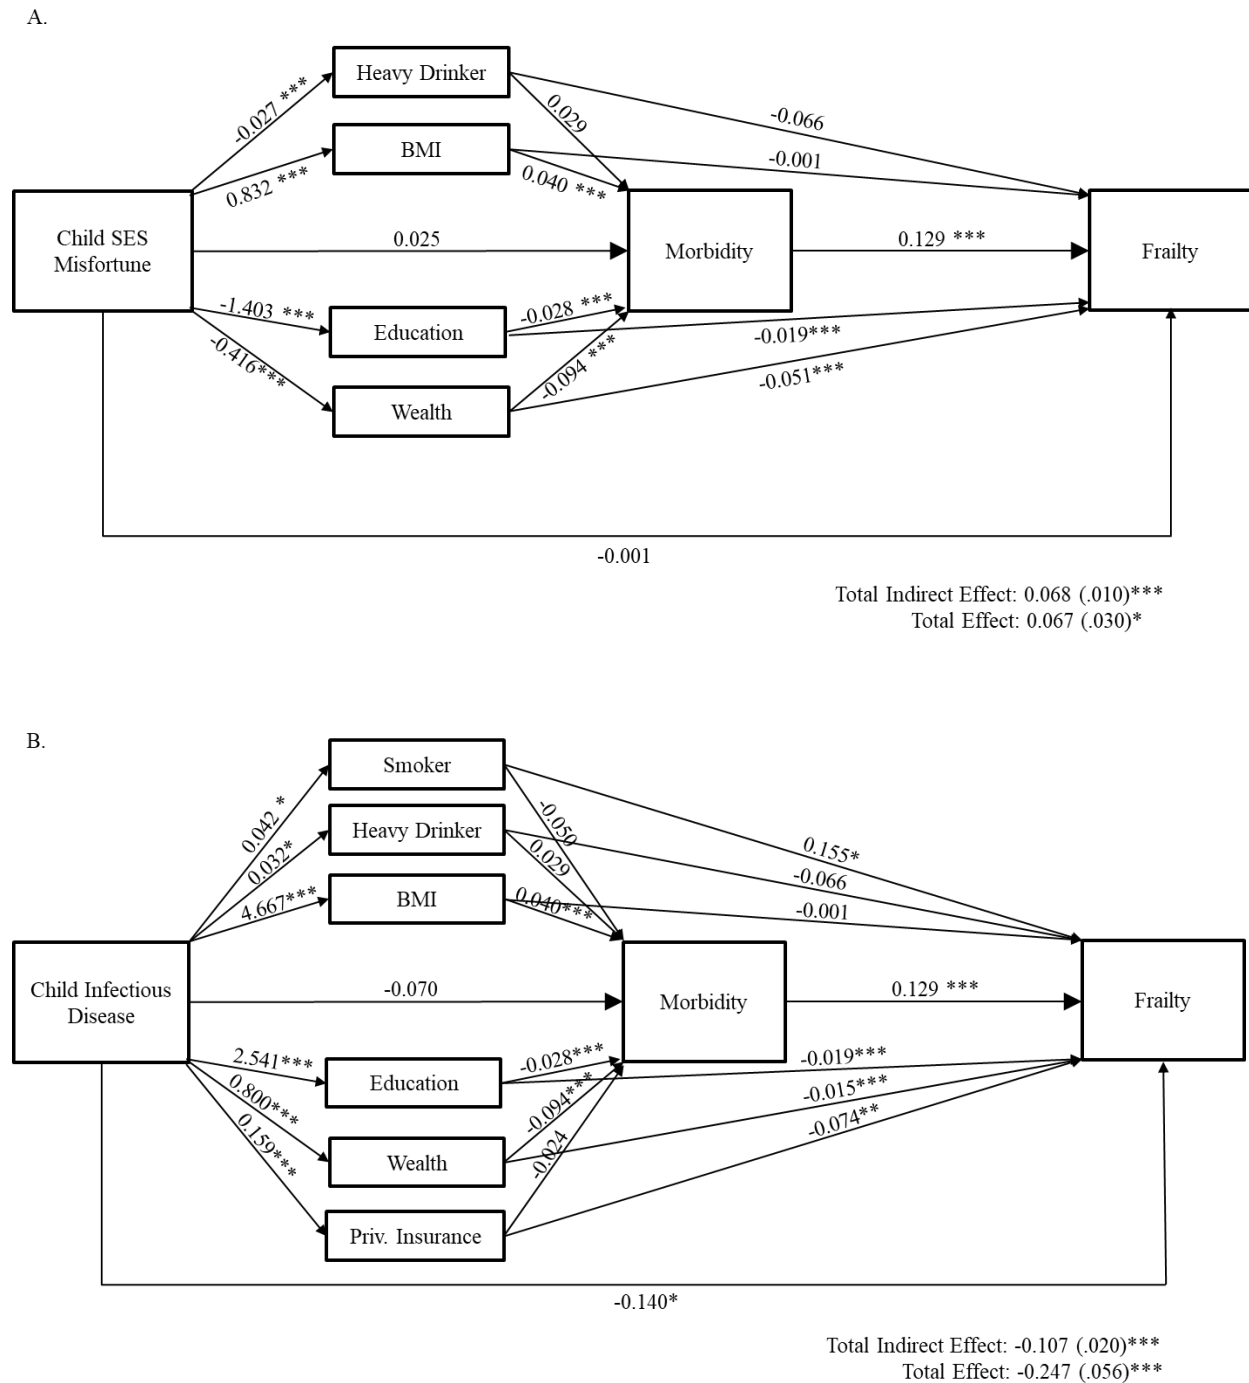 A.
Heavy Drinker
-0.027 ***
0.029
-0.066
BMI
0.832 ***
0.040 ***
-0.001
Child SES
Misfortune
0.025
Morbidity
0.129 ***
Frailty
-1.403 ***
Education
-0.028 ***
-0.019***
-0.416***
Wealth
-0.094 ***
-0.051***
-0.001
Total Indirect Effect: 0.068 (.010)***
Total Effect: 0.067 (.030)*
B.
Smoker
0.042 *
-0.050
0.155*
Heavy Drinker
0.032*
0.029
-0.066
BMI
4.667***
0.040***
-0.001
Child Infectious
Disease
-0.070
Morbidity
0.129 ***
Frailty
2.541***
Education
-0.028***
-0.019***
0.800***
Wealth
-0.094***
-0.015***
0.159***
Priv. Insurance
-0.024
-0.074**
-0.140*
Total Indirect Effect: -0.107 (.020)***
Total Effect: -0.247 (.056)***